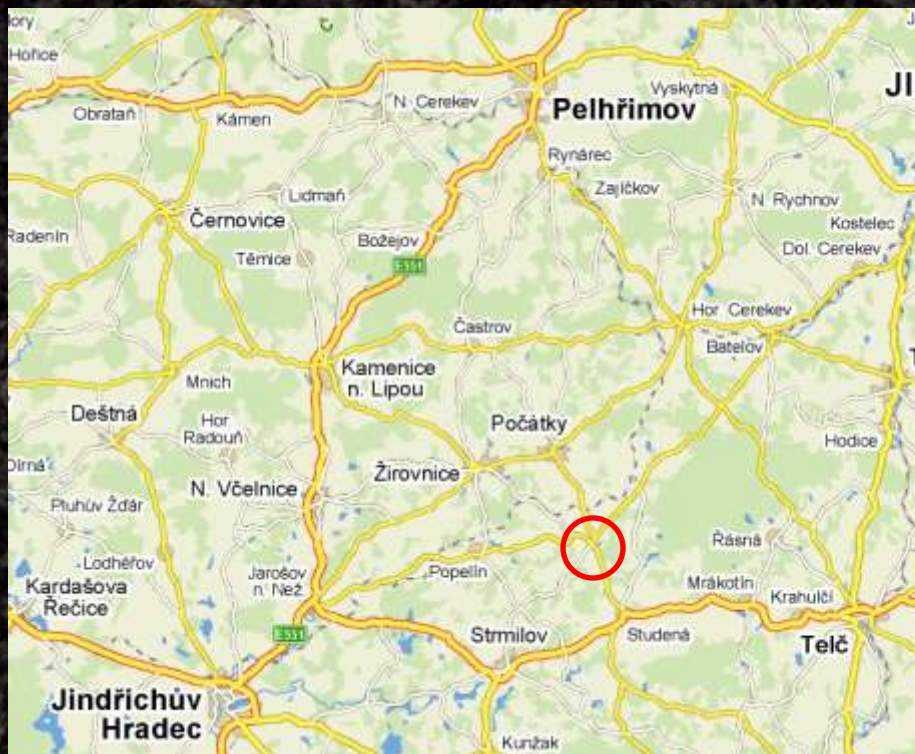 Hořice
Obrataň
Kámen
N. Cerekev
Pelhřimov
Vyskytná
JI
Rynárec
Zajíčkov
N. Rychnov
Lidmaň
Černovice
Radenín
Božejov
Těmice
E551
Kostelec
Dol. Cerekev
Hor. Cerekev
Častrov
Batelov
Kamenice
n. Lipou
Mnich
Deštná
Hor.
Radouň
Počátky
Žirovnice
Hodice
Dírná
N. Včelnice
Pluhův Žďár
Lodhéřov
Jarošov
n. Než
Popelín
Řásná
Kardašova
Řečice
Mrákotín
Krahulčí
E551
Strmilov
Studená
Telč
Jindřichův
Hradec
Kunžak